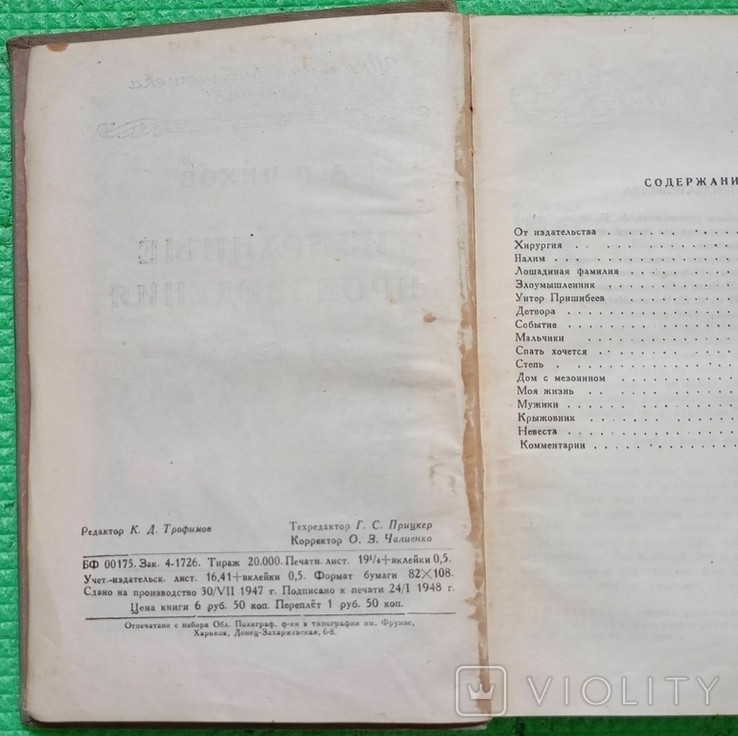 Редактор К. Д. Трофимов
Техредактор Г. С. Прицкер
Корректор О. З. Чалиенко
БФ 00175. Зак. 4-1726. Тираж 20.000. Печатн. лист. 19¼+вклейки 0,5.
Учет.-издательск. лист. 16,41+вклейки 0,5. Формат бумаги 82×108.
Сдано на производство 30/VII 1947 г. Подписано к печати 24/I 1948 г.
Цена книги 6 руб. 50 коп. Переплёт 1 руб. 50 коп.
Отпечатано с набора Обл. Полиграф. ф-ки в типографии им. Фрунзе,
Харьков, Донец-Захаржевская, 6-8.
СОДЕРЖАНИ
От издательства
Хирургия
Налим
Лошадиная фамилия
Злоумышленник
Унтер Пришибеев
Детвора
Событие
Мальчики
Спать хочется
Степь
Дом с мезонином
Моя жизнь
Мужики
Крыжовник
Невеста
Комментарии
VIOLITY